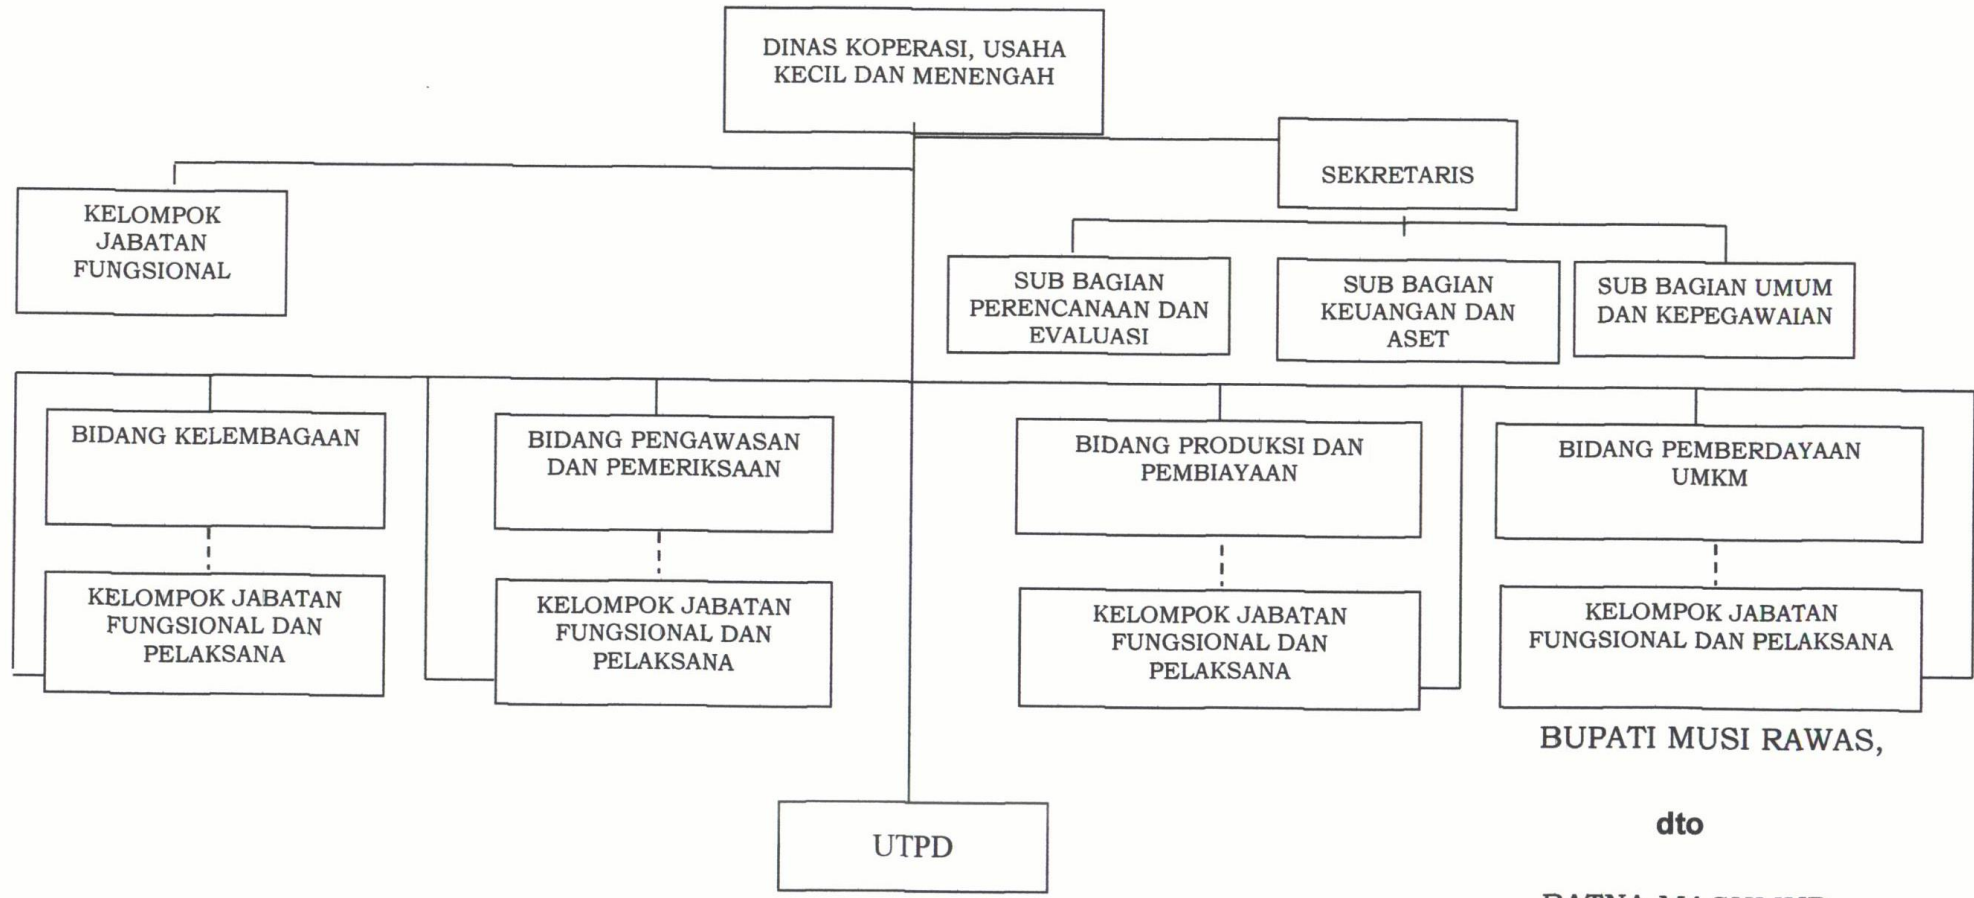 DINAS KOPERASI, USAHA
KECIL DAN MENENGAH
SEKRETARIS
KELOMPOK
JABATAN
FUNGSIONAL
SUB BAGIAN
PERENCANAAN DAN
EVALUASI
SUB BAGIAN
KEUANGAN DAN
ASET
SUB BAGIAN UMUM
DAN KEPEGAWAIAN
BIDANG KELEMBAGAAN
BIDANG PENGAWASAN
DAN PEMERIKSAAN
BIDANG PRODUKSI DAN
PEMBIAYAAN
BIDANG PEMBERDAYAAN
UMKM
KELOMPOK JABATAN
FUNGSIONAL DAN
PELAKSANA
KELOMPOK JABATAN
FUNGSIONAL DAN
PELAKSANA
KELOMPOK JABATAN
FUNGSIONAL DAN
PELAKSANA
KELOMPOK JABATAN
FUNGSIONAL DAN PELAKSANA
BUPATI MUSI RAWAS,
dto
UTPD